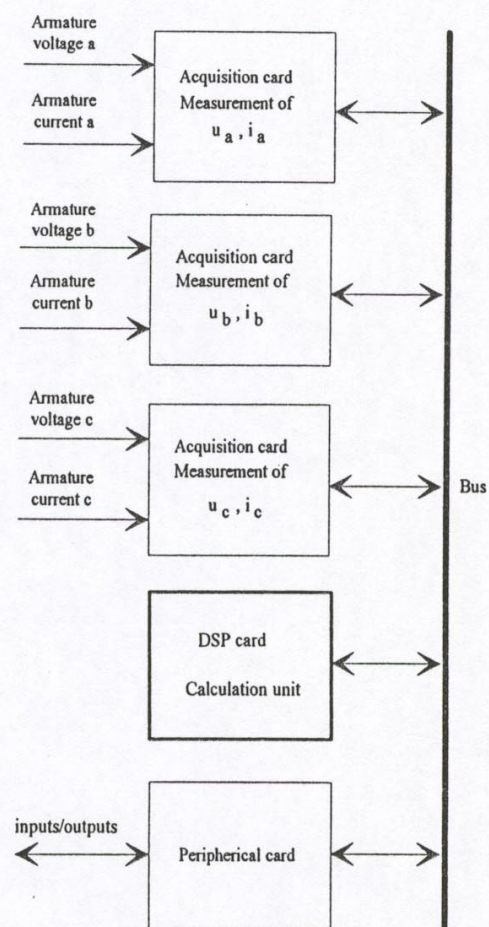 Armature
voltage a
Armature
current a
Acquisition card
Measurement of
u a , i a
Armature
voltage b
Armature
current b
Acquisition card
Measurement of
u b , i b
Armature
voltage c
Armature
current c
Acquisition card
Measurement of
u c , i c
Bus
DSP card
Calculation unit
inputs/outputs
Peripherical card